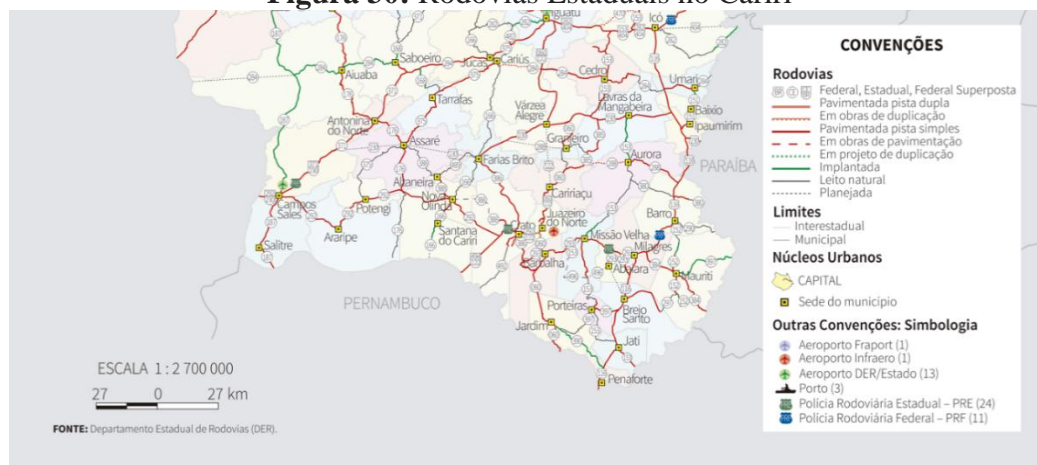 Figura 30: Rodovias Estaduais no Cariri
Iguatu
Icó
Saboeiro
Jucás
Cariús
Aiuaba
Cedro
Umari
Tarrafas
Lavras da
Mangabeira
Baixio
Várzea
Alegre
Antonina
do Norte
Granjeiro
Ipaumirim
Assaré
Farias Brito
Aurora
PARAÍBA
Altaneira
Caririaçu
Campos
Sales
Potengi
Nova
Olinda
Juazeiro
do Norte
Barro
Crato
Santana
do Cariri
Missão Velha
Araripe
Salitre
Milagres
Barbalha
Abaiara
Mauriti
PERNAMBUCO
Porteiras
Brejo
Santo
Jardim
Jati
Penaforte
ESCALA 1 : 2 700 000
27 0 27 km
FONTE: Departamento Estadual de Rodovias (DER).
CONVENÇÕES
Rodovias
Federal, Estadual, Federal Superposta
Pavimentada pista dupla
Em obras de duplicação
Pavimentada pista simples
Em obras de pavimentação
Em projeto de duplicação
Implantada
Leito natural
Planejada
Limites
Interestadual
Municipal
Núcleos Urbanos
CAPITAL
Sede do município
Outras Convenções: Simbologia
Aeroporto Fraport (1)
Aeroporto Infraero (1)
Aeroporto DER/Estado (13)
Porto (3)
Polícia Rodoviária Estadual – PRE (24)
Polícia Rodoviária Federal – PRF (11)